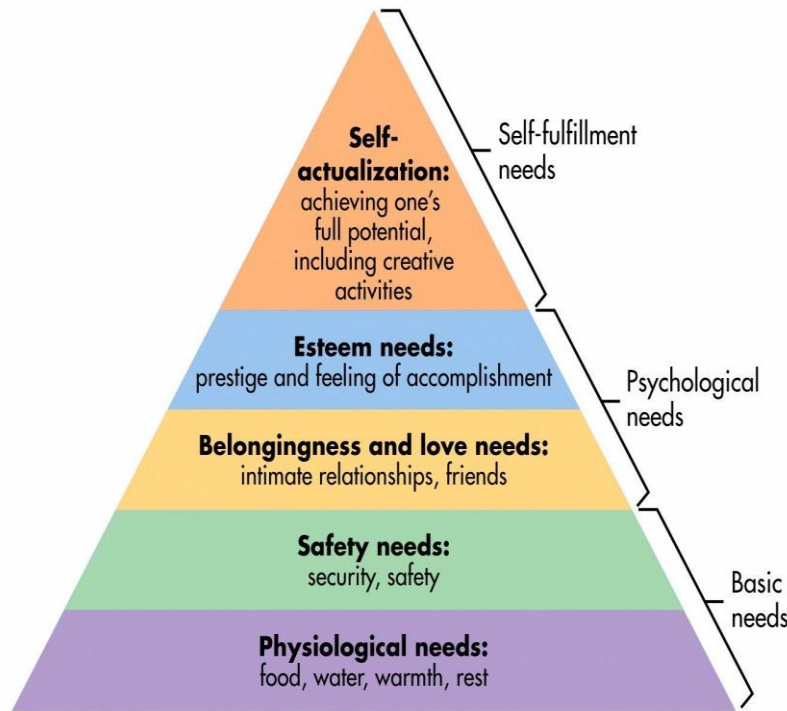 Self-
actualization:
achieving one's
full potential,
including creative
activities
Self-fulfillment
needs
Esteem needs:
prestige and feeling of accomplishment
Psychological
needs
Belongingness and love needs:
intimate relationships, friends
Safety needs:
security, safety
Basic
needs
Physiological needs:
food, water, warmth, rest